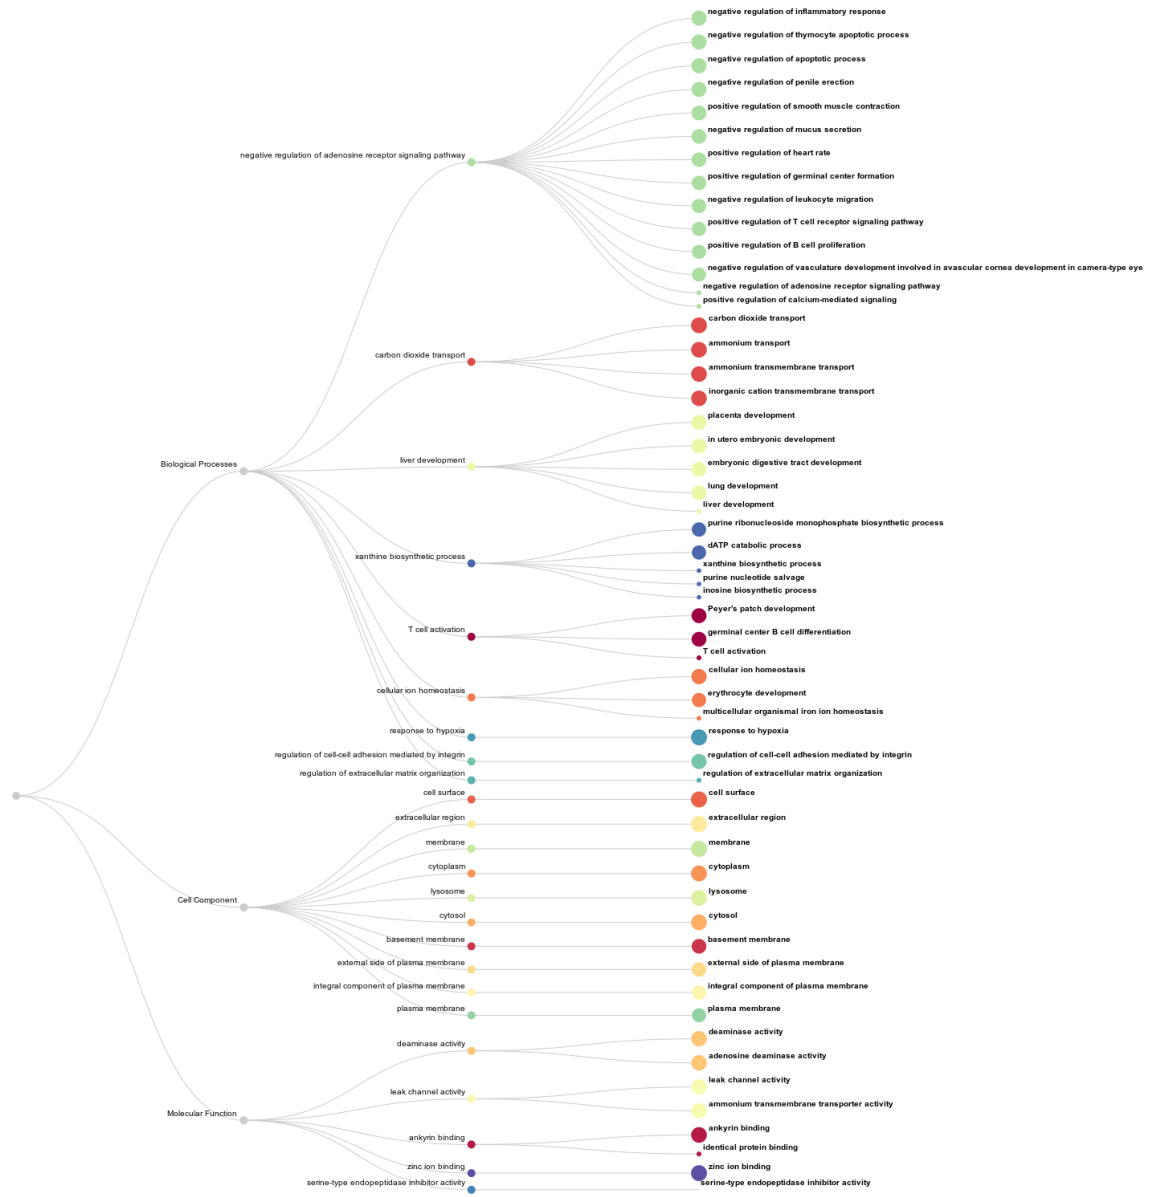 negative regulation of inflammatory response
negative regulation of thymocyte apoptotic process
negative regulation of apoptotic process
negative regulation of penile erection
positive regulation of smooth muscle contraction
negative regulation of mucus secretion
negative regulation of adenosine receptor signaling pathway
positive regulation of heart rate
positive regulation of germinal center formation
negative regulation of leukocyte migration
positive regulation of T cell receptor signaling pathway
positive regulation of B cell proliferation
negative regulation of vasculature development involved in avascular cornea development in camera-type eye
negative regulation of adenosine receptor signaling pathway
positive regulation of calcium-mediated signaling
carbon dioxide transport
ammonium transport
carbon dioxide transport
ammonium transmembrane transport
inorganic cation transmembrane transport
placenta development
in utero embryonic development
Biological Processes
liver development
embryonic digestive tract development
lung development
liver development
purine ribonucleoside monophosphate biosynthetic process
dATP catabolic process
xanthine biosynthetic process
xanthine biosynthetic process
purine nucleotide salvage
inosine biosynthetic process
Peyer's patch development
T cell activation
germinal center B cell differentiation
T cell activation
cellular ion homeostasis
cellular ion homeostasis
erythrocyte development
multicellular organismal iron ion homeostasis
response to hypoxia
response to hypoxia
regulation of cell-cell adhesion mediated by integrin
regulation of cell-cell adhesion mediated by integrin
regulation of extracellular matrix organization
regulation of extracellular matrix organization
cell surface
cell surface
extracellular region
extracellular region
membrane
membrane
cytoplasm
cytoplasm
lysosome
lysosome
Cell Component
cytosol
cytosol
basement membrane
basement membrane
external side of plasma membrane
external side of plasma membrane
integral component of plasma membrane
integral component of plasma membrane
plasma membrane
plasma membrane
deaminase activity
deaminase activity
adenosine deaminase activity
leak channel activity
leak channel activity
ammonium transmembrane transporter activity
Molecular Function
ankyrin binding
ankyrin binding
identical protein binding
zinc ion binding
zinc ion binding
serine-type endopeptidase inhibitor activity
serine-type endopeptidase inhibitor activity